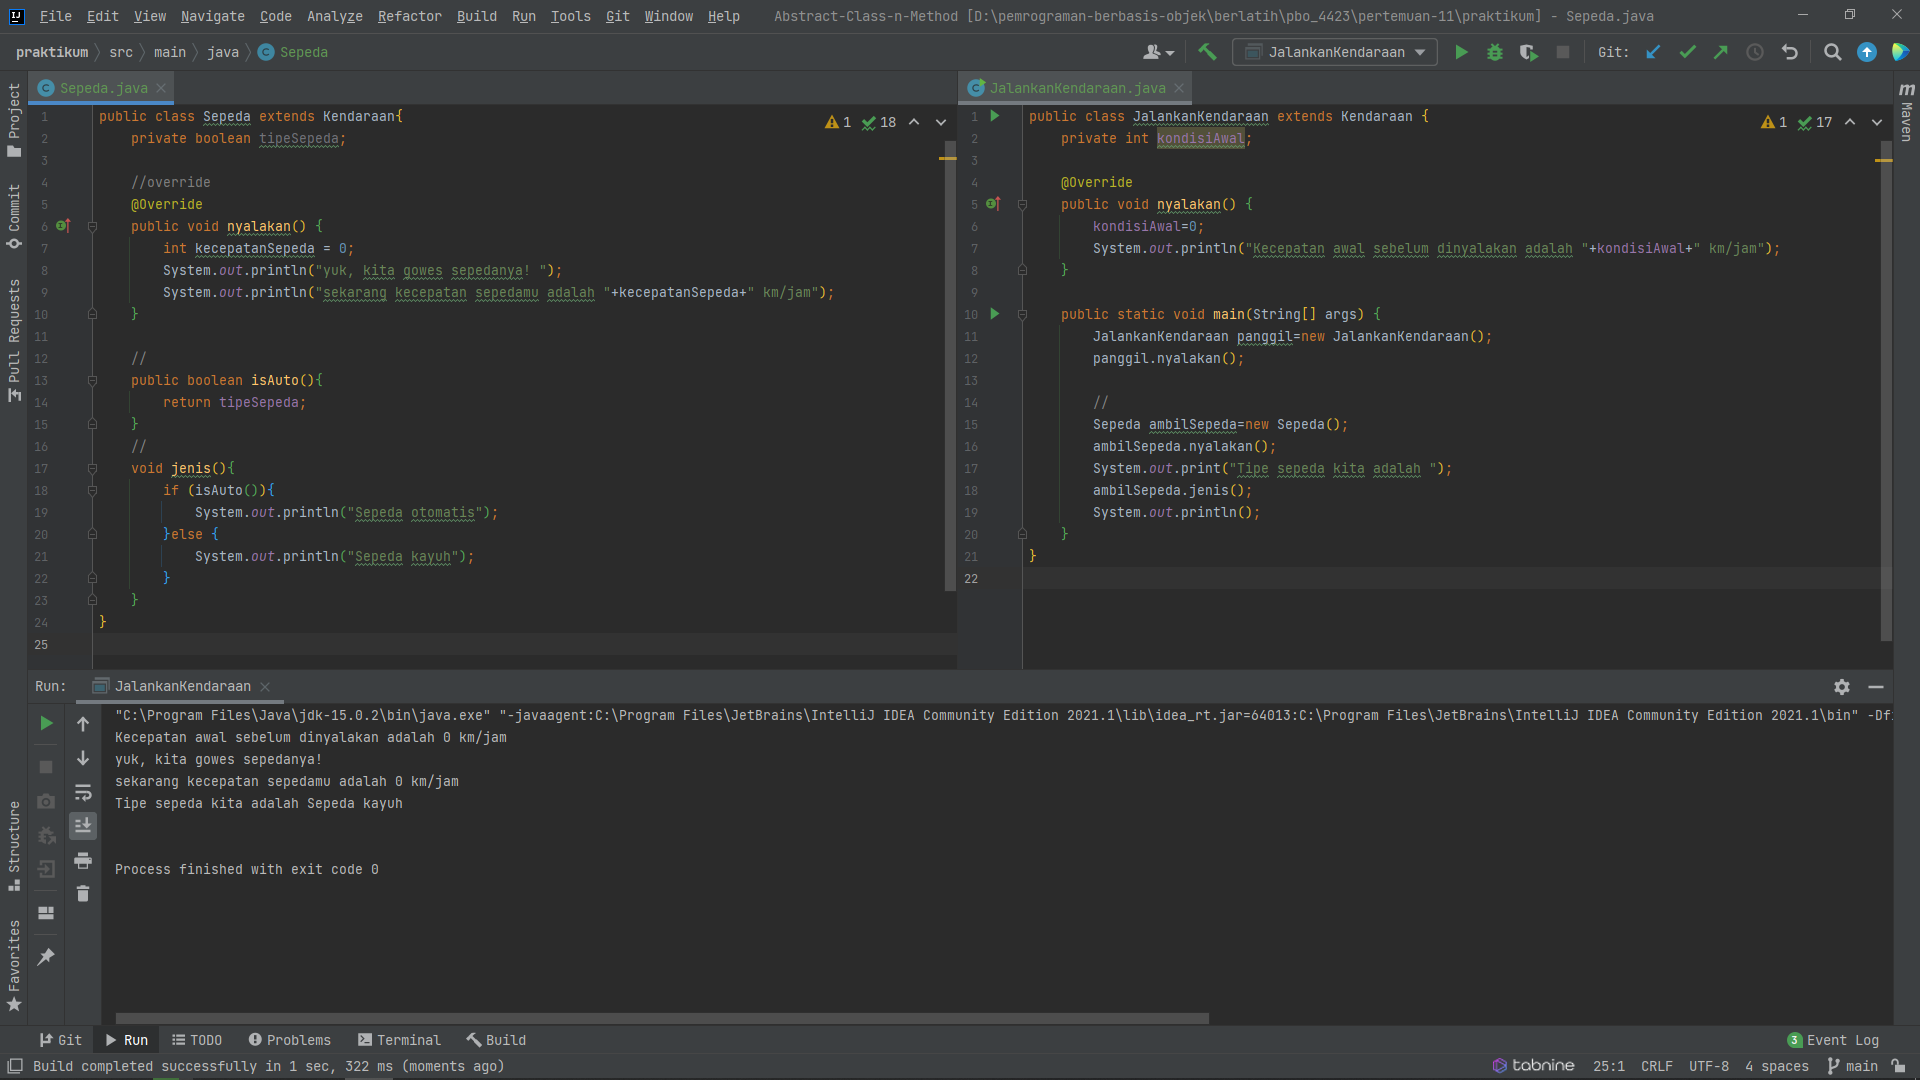 File Edit View Navigate Code Analyze Refactor Build Run Tools Git Window Help Abstract-Class-n-Method [D:\pemrograman-berbasis-objek\berlatih\pbo_4423\pertemuan-11\praktikum] - Sepeda.java
praktikum src main java Sepeda JalankanKendaraan Git:
Sepeda.java
1 public class Sepeda extends Kendaraan{
2 private boolean tipeSepeda;
3
4 //override
5 @Override
6 public void nyalakan() {
7 int kecepatanSepeda = 0;
8 System.out.println("yuk, kita gowes sepedanya! ");
9 System.out.println("sekarang kecepatan sepedamu adalah "+kecepatanSepeda+" km/jam");
10 }
11
12 //
13 public boolean isAuto(){
14 return tipeSepeda;
15 }
16 //
17 void jenis(){
18 if (isAuto()){
19 System.out.println("Sepeda otomatis");
20 }else {
21 System.out.println("Sepeda kayuh");
22 }
23 }
24 }
25
1 18
JalankanKendaraan.java
1 public class JalankanKendaraan extends Kendaraan {
2 private int kondisiAwal;
3
4 @Override
5 public void nyalakan() {
6 kondisiAwal=0;
7 System.out.println("Kecepatan awal sebelum dinyalakan adalah "+kondisiAwal+" km/jam");
8 }
9
10 public static void main(String[] args) {
11 JalankanKendaraan panggil=new JalankanKendaraan();
12 panggil.nyalakan();
13
14 //
15 Sepeda ambilSepeda=new Sepeda();
16 ambilSepeda.nyalakan();
17 System.out.print("Tipe sepeda kita adalah ");
18 ambilSepeda.jenis();
19 System.out.println();
20 }
21 }
22
1 17
Project
Commit
Pull Requests
Structure
Favorites
m Maven
Run: JalankanKendaraan
"C:\Program Files\Java\jdk-15.0.2\bin\java.exe" "-javaagent:C:\Program Files\JetBrains\IntelliJ IDEA Community Edition 2021.1\lib\idea_rt.jar=64013:C:\Program Files\JetBrains\IntelliJ IDEA Community Edition 2021.1\bin" -Dfi
Kecepatan awal sebelum dinyalakan adalah 0 km/jam
yuk, kita gowes sepedanya!
sekarang kecepatan sepedamu adalah 0 km/jam
Tipe sepeda kita adalah Sepeda kayuh
Process finished with exit code 0
Git Run TODO Problems Terminal Build 3 Event Log
Build completed successfully in 1 sec, 322 ms (moments ago) tabnine 25:1 CRLF UTF-8 4 spaces main